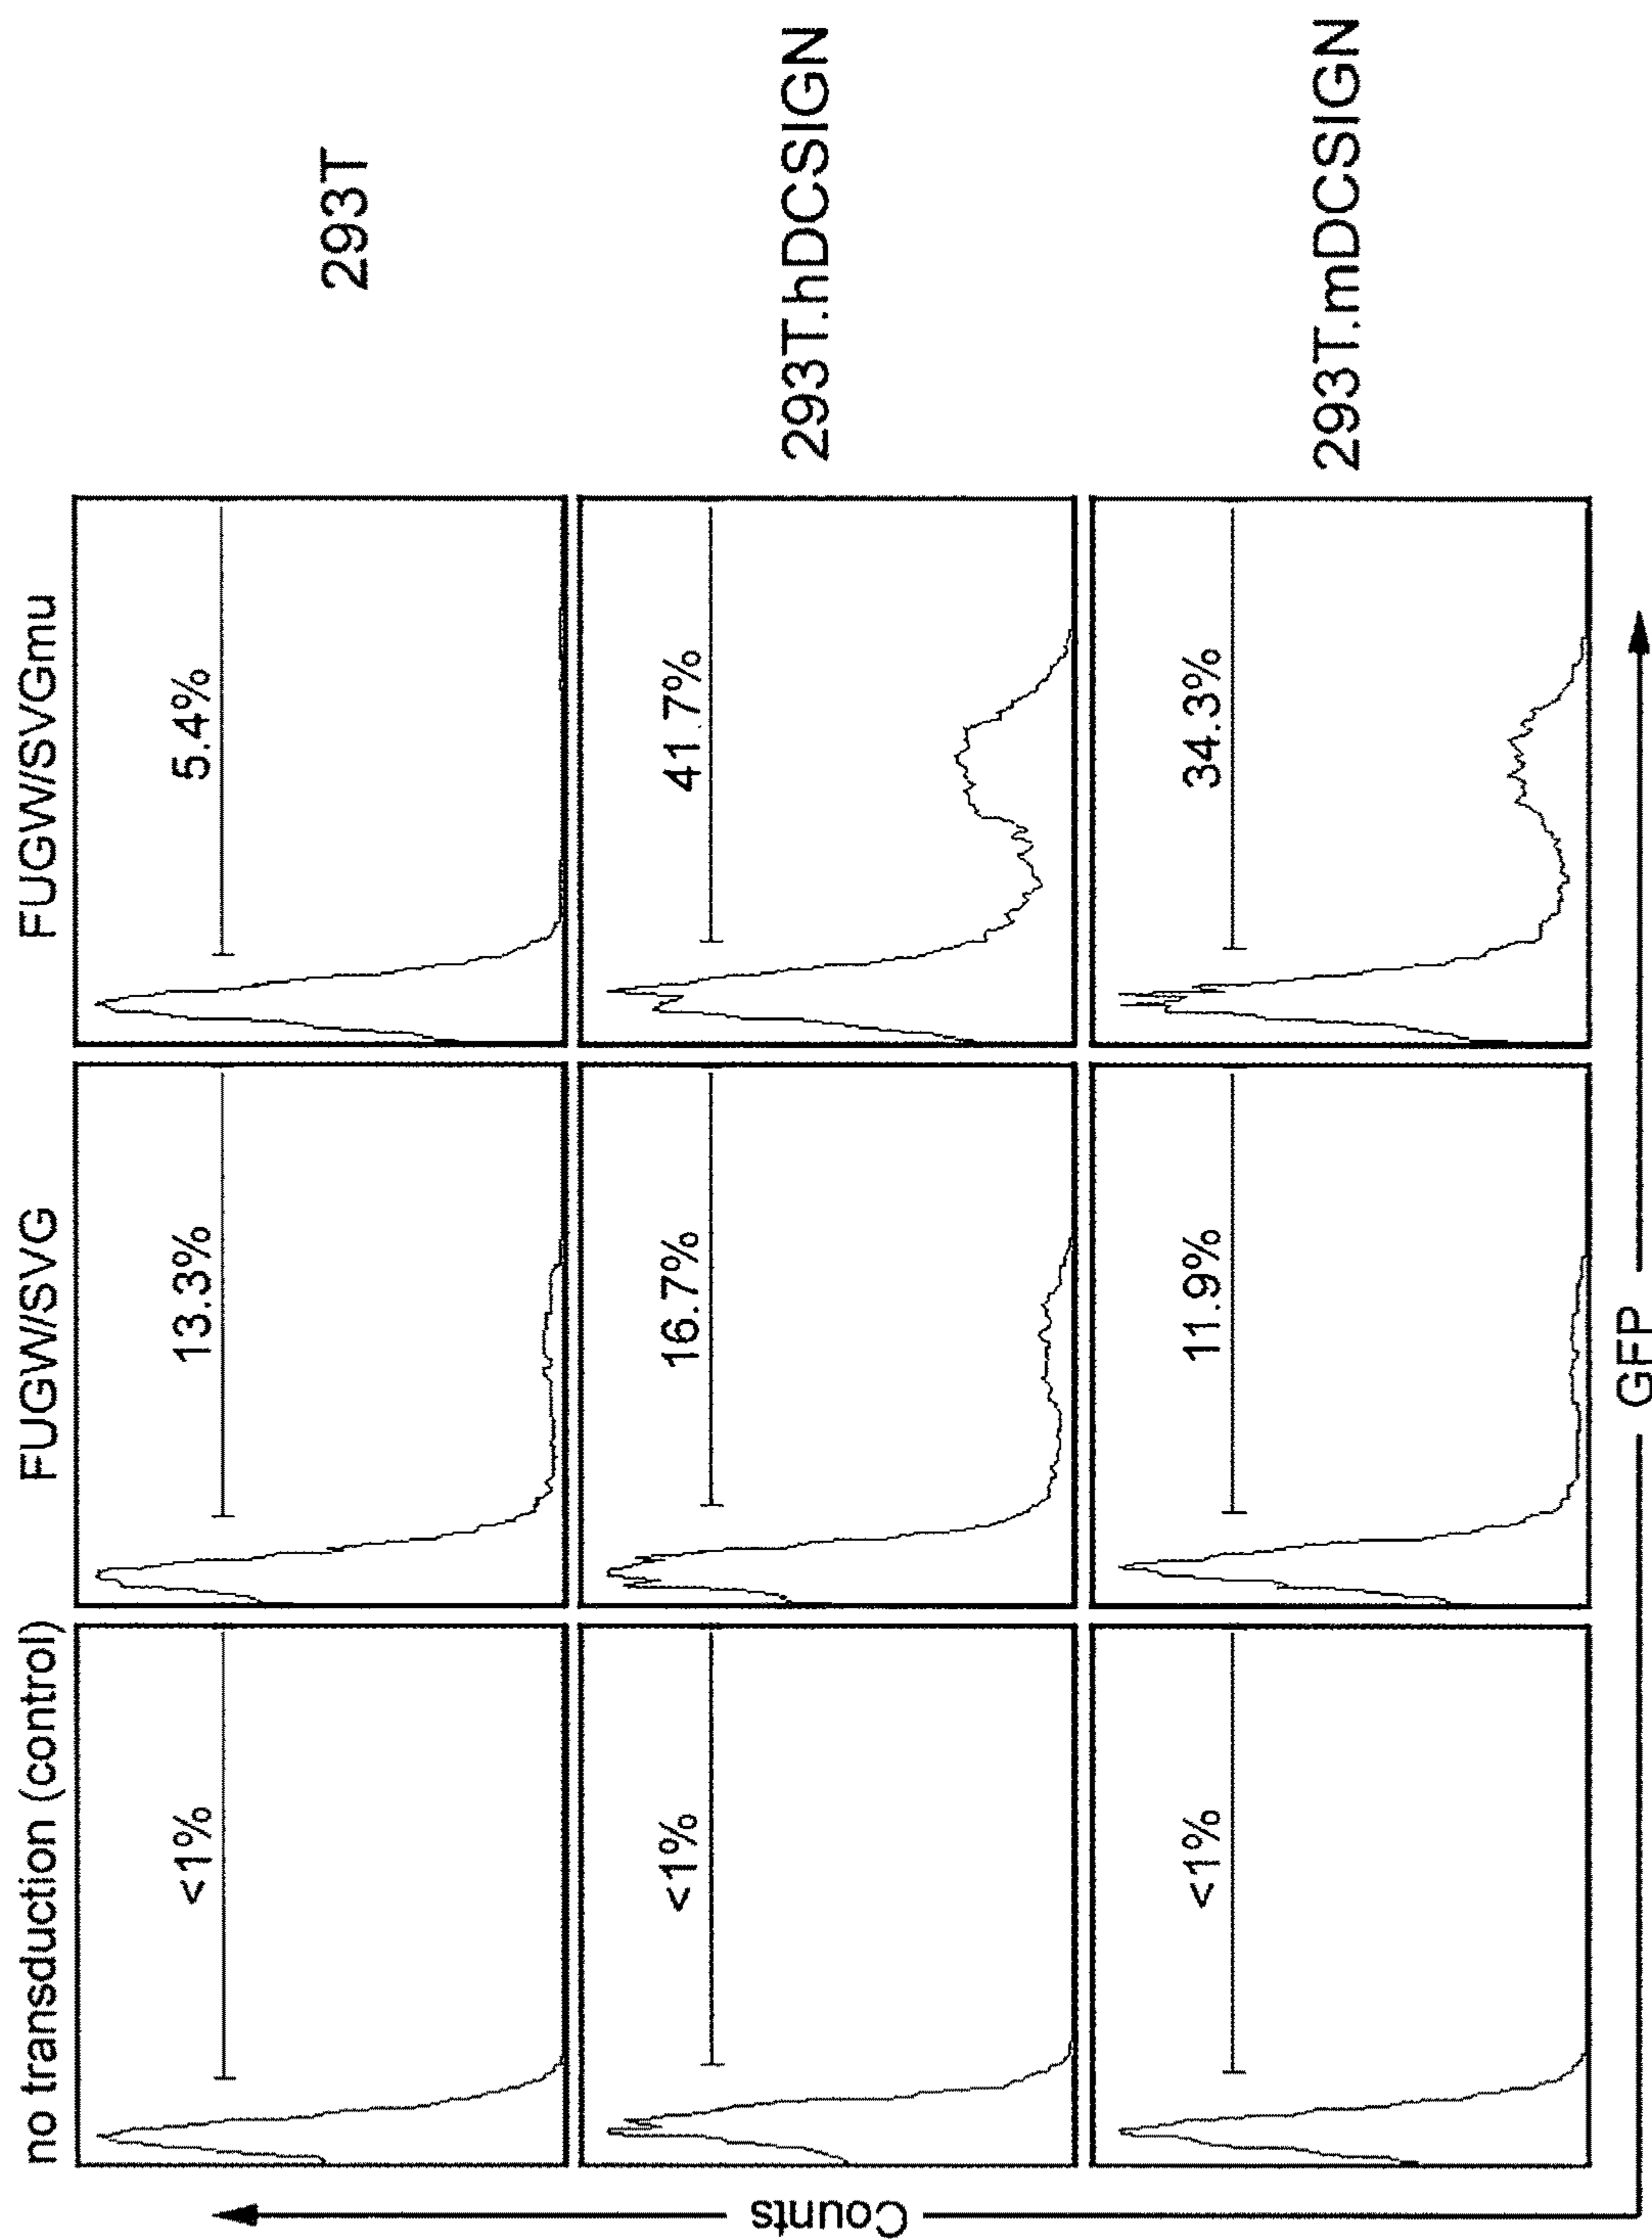 no transduction (control)
FUGW/SVG
FUGW/SVGmu
<1%
13.3%
5.4%
293T
<1%
16.7%
41.7%
293T.hDCSIGN
<1%
11.9%
34.3%
293T.mDCSIGN
Counts
GFP